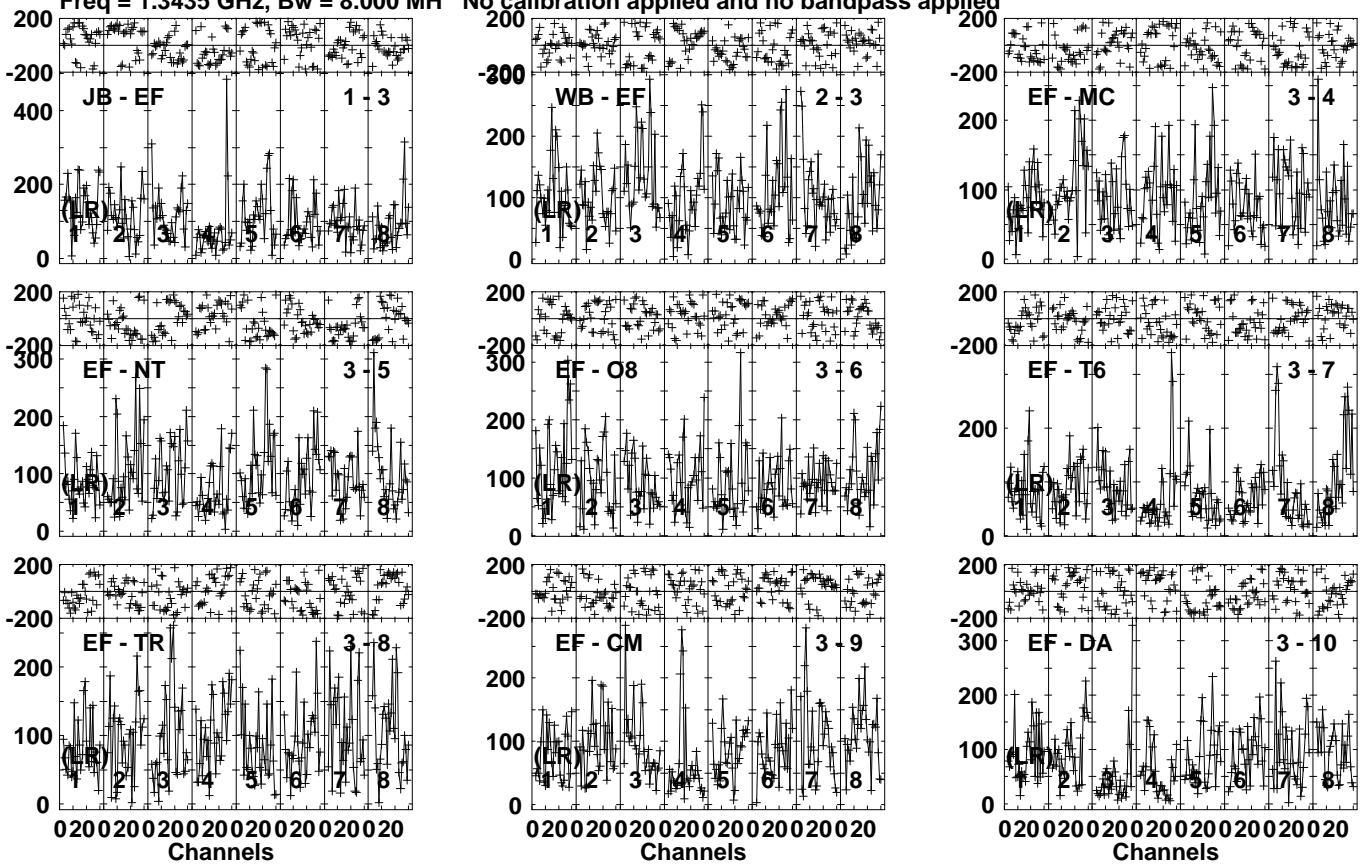 Freq = 1.3435 GHz, Bw = 8.000 MH No calibration applied and no bandpass applied
200
-200
JB - EF 1 - 3
400
200
0
(LR)
1 2 3 4 5 6 7 8
200
-200
300
WB - EF 2 - 3
200
100
0
(LR)
1 2 3 4 5 6 7 8
200
-200
EF - MC 3 - 4
200
100
0
(LR)
1 2 3 4 5 6 7 8
200
-200
300
EF - NT 3 - 5
200
100
0
(LR)
1 2 3 4 5 6 7 8
200
-200
300
EF - O8 3 - 6
200
100
0
(LR)
1 2 3 4 5 6 7 8
200
-200
EF - T6 3 - 7
200
0
(LR)
1 2 3 4 5 6 7 8
200
-200
EF - TR 3 - 8
200
100
0
(LR)
1 2 3 4 5 6 7 8
200
-200
EF - CM 3 - 9
200
100
0
(LR)
1 2 3 4 5 6 7 8
200
-200
EF - DA 3 - 10
300
200
100
0
(LR)
1 2 3 4 5 6 7 8
0 20 0 20 0 20 0 20 0 20 0 20 0 20 0 20
Channels
0 20 0 20 0 20 0 20 0 20 0 20 0 20 0 20
Channels
0 20 0 20 0 20 0 20 0 20 0 20 0 20 0 20
Channels